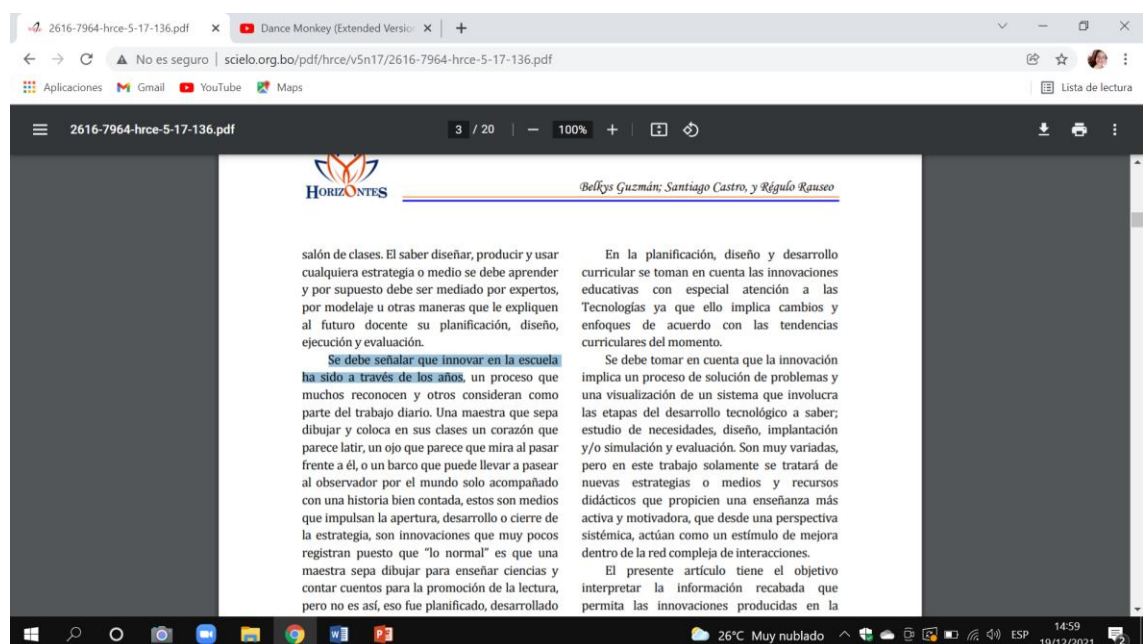 2616-7964-hrce-5-17-136.pdf
Dance Monkey (Extended Versio
No es seguro | scielo.org.bo/pdf/hrce/v5n17/2616-7964-hrce-5-17-136.pdf
Aplicaciones Gmail YouTube Maps Lista de lectura
2616-7964-hrce-5-17-136.pdf 3 / 20 100%
HORIZONTES
Belkys Guzmán; Santiago Castro, y Régulo Rauseo
salón de clases. El saber diseñar, producir y usar
cualquiera estrategia o medio se debe aprender
y por supuesto debe ser mediado por expertos,
por modelaje u otras maneras que le expliquen
al futuro docente su planificación, diseño,
ejecución y evaluación.
Se debe señalar que innovar en la escuela
ha sido a través de los años, un proceso que
muchos reconocen y otros consideran como
parte del trabajo diario. Una maestra que sepa
dibujar y coloca en sus clases un corazón que
parece latir, un ojo que parece que mira al pasar
frente a él, o un barco que puede llevar a pasear
al observador por el mundo solo acompañado
con una historia bien contada, estos son medios
que impulsan la apertura, desarrollo o cierre de
la estrategia, son innovaciones que muy pocos
registran puesto que “lo normal” es que una
maestra sepa dibujar para enseñar ciencias y
contar cuentos para la promoción de la lectura,
pero no es así, eso fue planificado, desarrollado
En la planificación, diseño y desarrollo
curricular se toman en cuenta las innovaciones
educativas con especial atención a las
Tecnologías ya que ello implica cambios y
enfoques de acuerdo con las tendencias
curriculares del momento.
Se debe tomar en cuenta que la innovación
implica un proceso de solución de problemas y
una visualización de un sistema que involucra
las etapas del desarrollo tecnológico a saber;
estudio de necesidades, diseño, implantación
y/o simulación y evaluación. Son muy variadas,
pero en este trabajo solamente se tratará de
nuevas estrategias o medios y recursos
didácticos que propicien una enseñanza más
activa y motivadora, que desde una perspectiva
sistémica, actúan como un estímulo de mejora
dentro de la red compleja de interacciones.
El presente artículo tiene el objetivo
interpretar la información recabada que
permita las innovaciones producidas en la
26°C Muy nublado ESP 14:59
19/12/2021